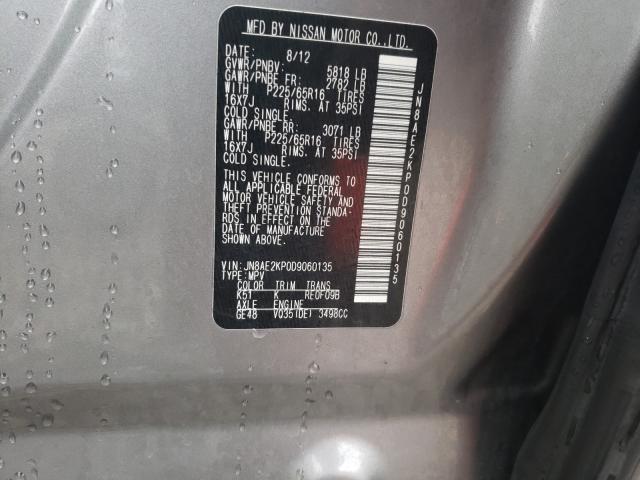 MFD BY NISSAN MOTOR CO.,LTD.
DATE: 8/12
GVWR/PNBV: 5818 LB
GAWR/PNBE FR: 2782 LB
WITH P225/65R16 TIRES
16X7J RIMS. AT 35PSI
COLD SINGLE.
GAWR/PNBE RR: 3071 LB
WITH P225/65R16 TIRES
16X7J RIMS. AT 35PSI
COLD SINGLE.
THIS VEHICLE CONFORMS TO
ALL APPLICABLE FEDERAL
MOTOR VEHICLE SAFETY AND
THEFT PREVENTION STANDA-
RDS. IN EFFECT ON THE
DATE OF MANUFACTURE
SHOWN ABOVE.
VIN: JN8AE2KP0D9060135
TYPE: MPV
COLOR TRIM TRANS
K51 K RE0F09B
AXLE ENGINE
GE48 VQ35(DE) 3498CC
JN8AE2KP0D9060135